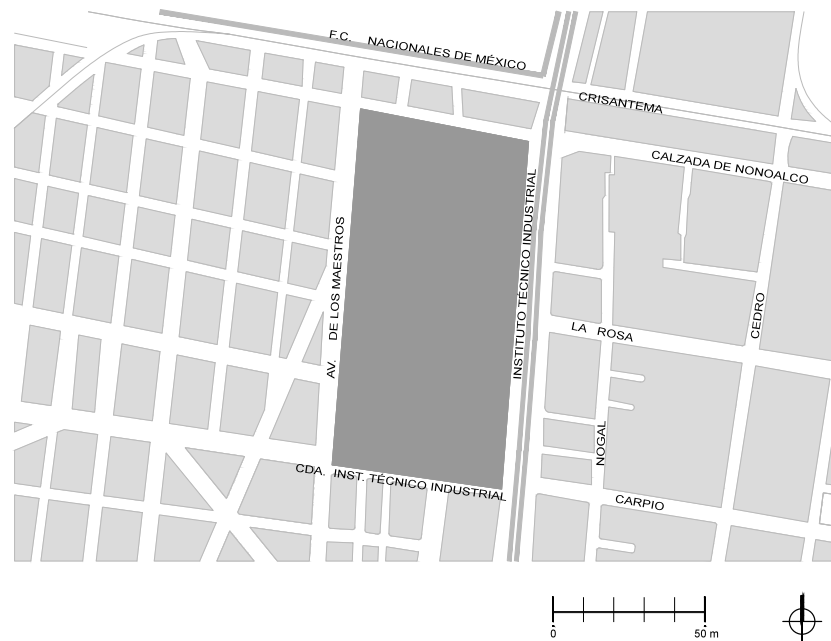 F.C. NACIONALES DE MÉXICO
CRISANTEMA
CALZADA DE NONOALCO
INSTITUTO TÉCNICO INDUSTRIAL
AV. DE LOS MAESTROS
CEDRO
LA ROSA
NOGAL
CDA. INST. TÉCNICO INDUSTRIAL
CARPIO
0 50 m